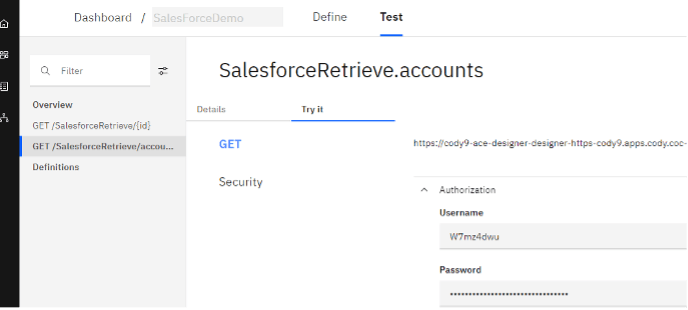 Dashboard / SalesForceDemo Define Test
Filter
SalesforceRetrieve.accounts
Overview
Details Try it
GET /SalesforceRetrieve/{id}
GET /SalesforceRetrieve/accou...
GET https://cody9-ace-designer-designer-https-cody9.apps.cody.coc-
Definitions
Security
Authorization
Username
W7mz4dwu
Password
••••••••••••••••••••••••••••••••